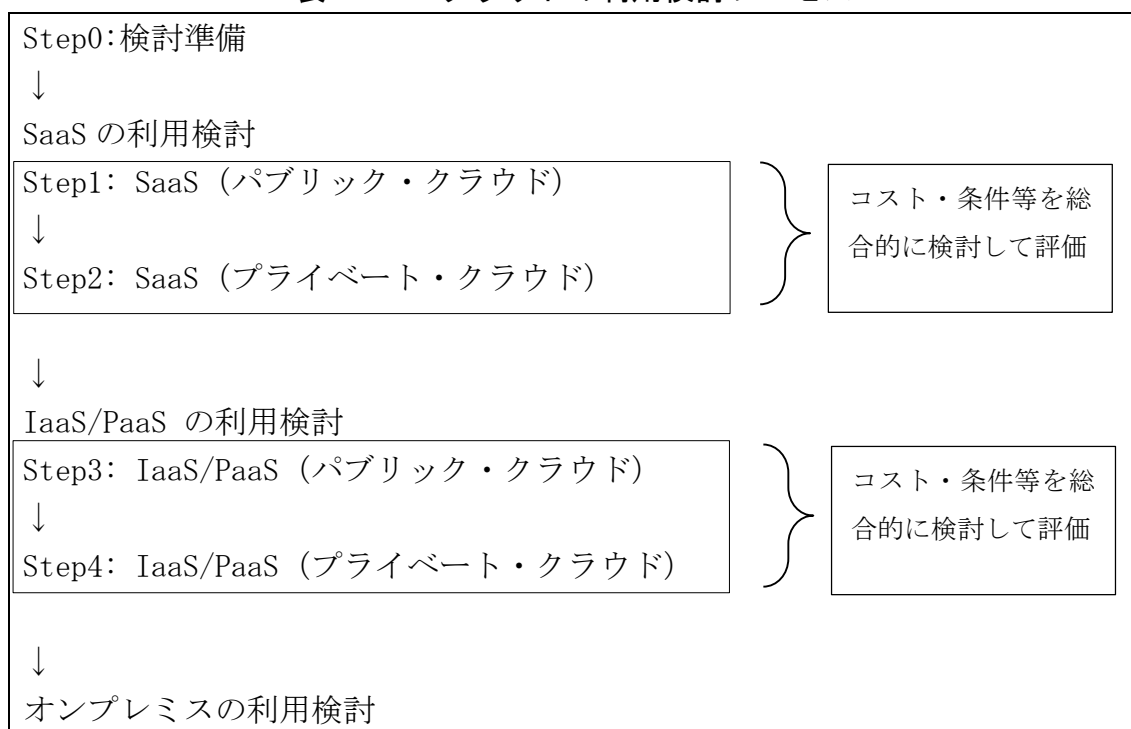 Step0:検討準備
↓
SaaS の利用検討
Step1: SaaS（パブリック・クラウド）
↓
Step2: SaaS（プライベート・クラウド）
コスト・条件等を総
合的に検討して評価
↓
IaaS/PaaS の利用検討
Step3: IaaS/PaaS（パブリック・クラウド）
↓
Step4: IaaS/PaaS（プライベート・クラウド）
コスト・条件等を総
合的に検討して評価
↓
オンプレミスの利用検討